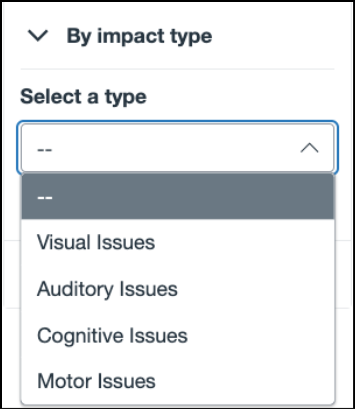 By impact type
Select a type
--
--
Visual Issues
Auditory Issues
Cognitive Issues
Motor Issues